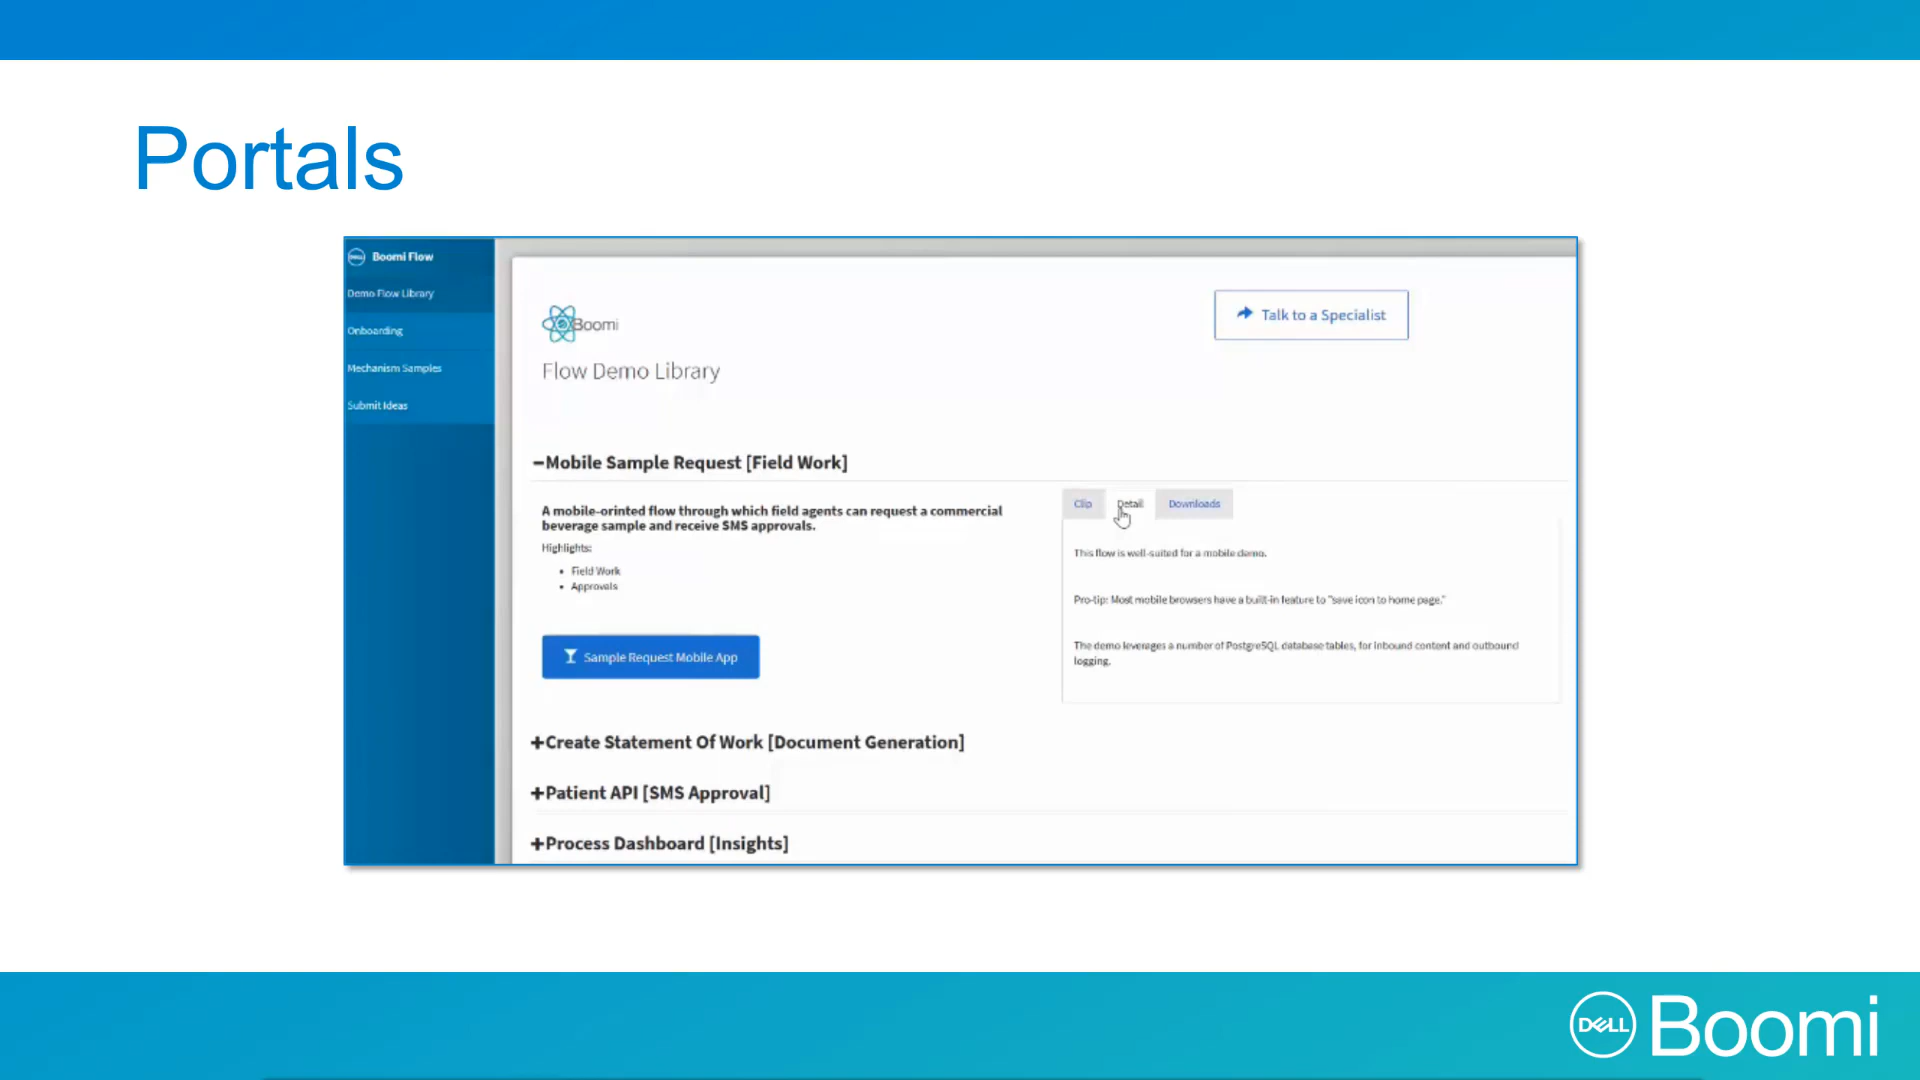 Portals
DELL Boomi Flow
Demo Flow Library
Onboarding
Mechanism Samples
Submit Ideas
Boomi
Talk to a Specialist
Flow Demo Library
−Mobile Sample Request [Field Work]
A mobile-orinted flow through which field agents can request a commercial
beverage sample and receive SMS approvals.
Highlights:
• Field Work
• Approvals
Sample Request Mobile App
Clip Detail Downloads
This flow is well-suited for a mobile demo.
Pro-tip: Most mobile browsers have a built-in feature to "save icon to home page."
The demo leverages a number of PostgreSQL database tables, for inbound content and outbound
logging.
+Create Statement Of Work [Document Generation]
+Patient API [SMS Approval]
+Process Dashboard [Insights]
DELL Boomi